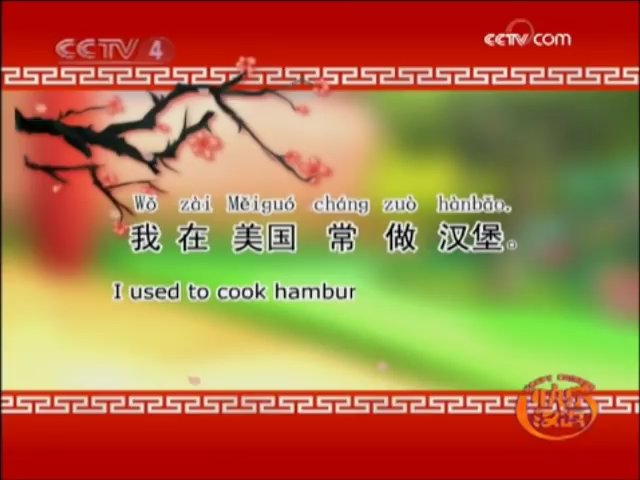 CCTV 4
CCTV.COM
Wǒ zài Měiguó cháng zuò hànbǎo.
我 在 美国 常 做 汉堡。
I used to cook hambur